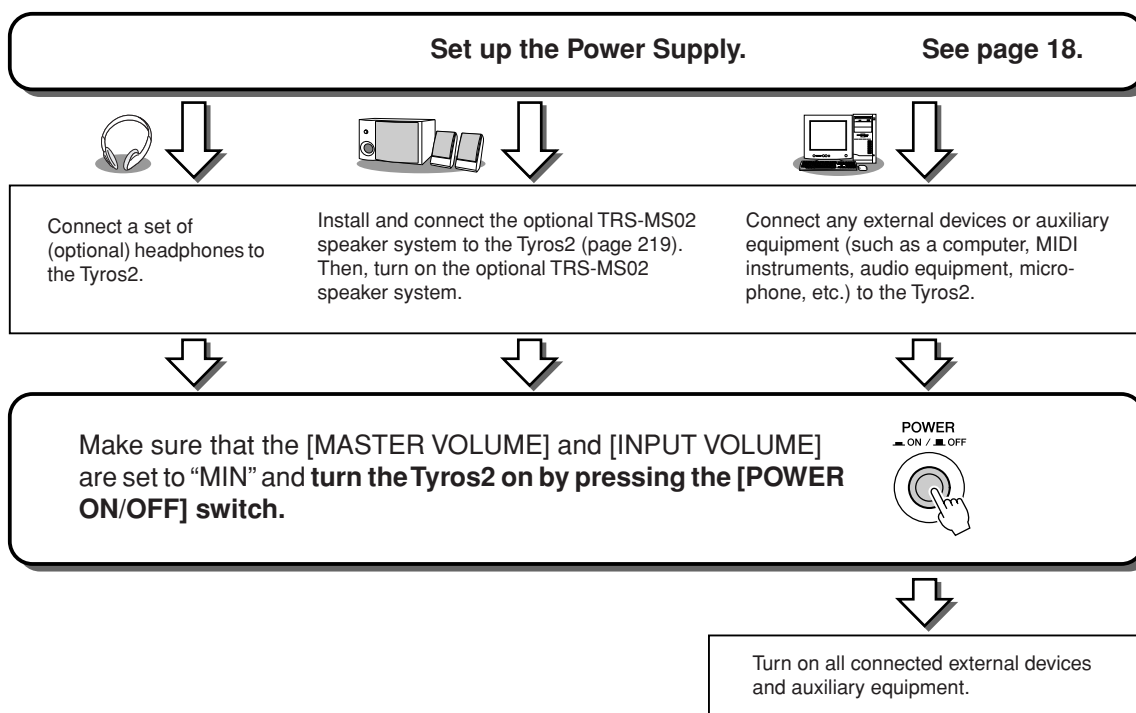 Set up the Power Supply. See page 18.
Connect a set of
(optional) headphones to
the Tyros2.
Install and connect the optional TRS-MS02
speaker system to the Tyros2 (page 219).
Then, turn on the optional TRS-MS02
speaker system.
Connect any external devices or auxiliary
equipment (such as a computer, MIDI
instruments, audio equipment, micro-
phone, etc.) to the Tyros2.
Make sure that the [MASTER VOLUME] and [INPUT VOLUME]
are set to “MIN” and turn the Tyros2 on by pressing the [POWER
ON/OFF] switch.
POWER
ON / OFF
Turn on all connected external devices
and auxiliary equipment.